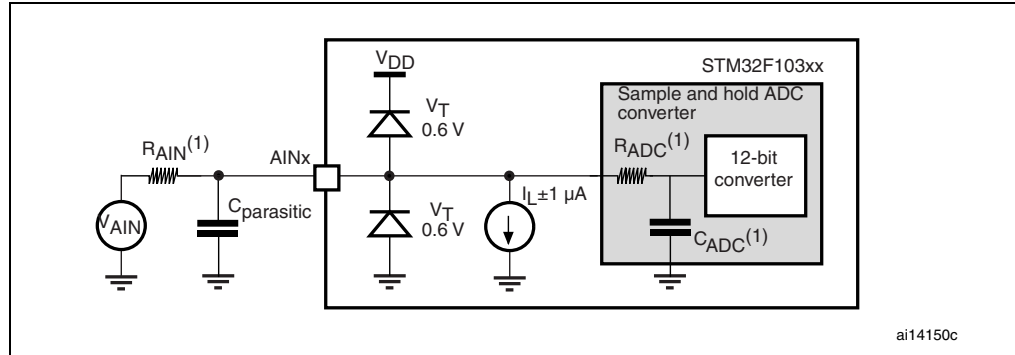 STM32F103xx
Sample and hold ADC
converter
VDD
VT
0.6 V
RAIN(1)
AINx
RADC(1)
12-bit
converter
IL±1 µA
VAIN
Cparasitic
VT
0.6 V
CADC(1)
ai14150c